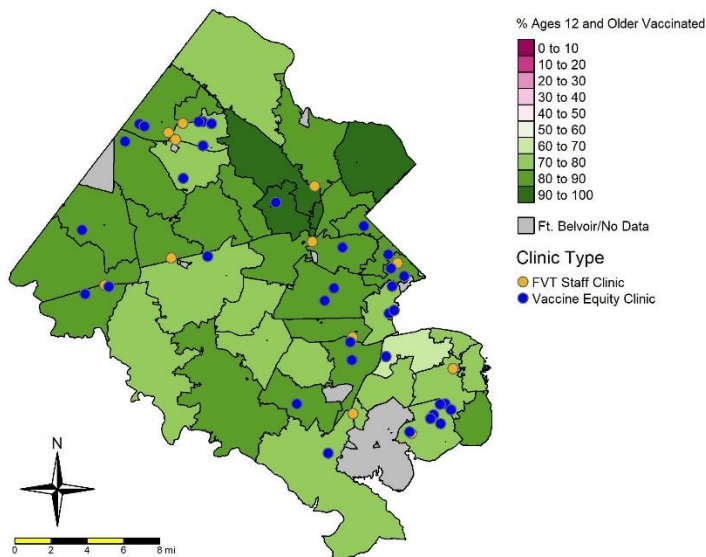 % Ages 12 and Older Vaccinated
0 to 10
10 to 20
20 to 30
30 to 40
40 to 50
50 to 60
60 to 70
70 to 80
80 to 90
90 to 100
Ft. Belvoir/No Data
Clinic Type
FVT Staff Clinic
Vaccine Equity Clinic
N
0 2 4 6 8 mi